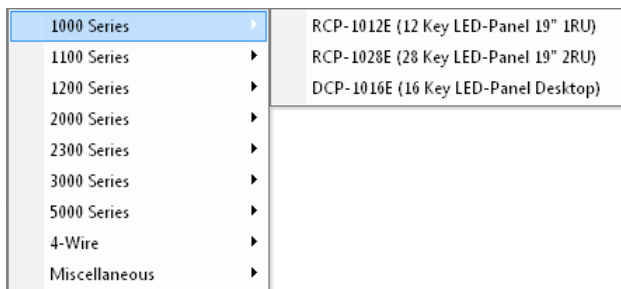 1000 Series
1100 Series
1200 Series
2000 Series
2300 Series
3000 Series
5000 Series
4-Wire
Miscellaneous
RCP-1012E (12 Key LED-Panel 19" 1RU)
RCP-1028E (28 Key LED-Panel 19" 2RU)
DCP-1016E (16 Key LED-Panel Desktop)